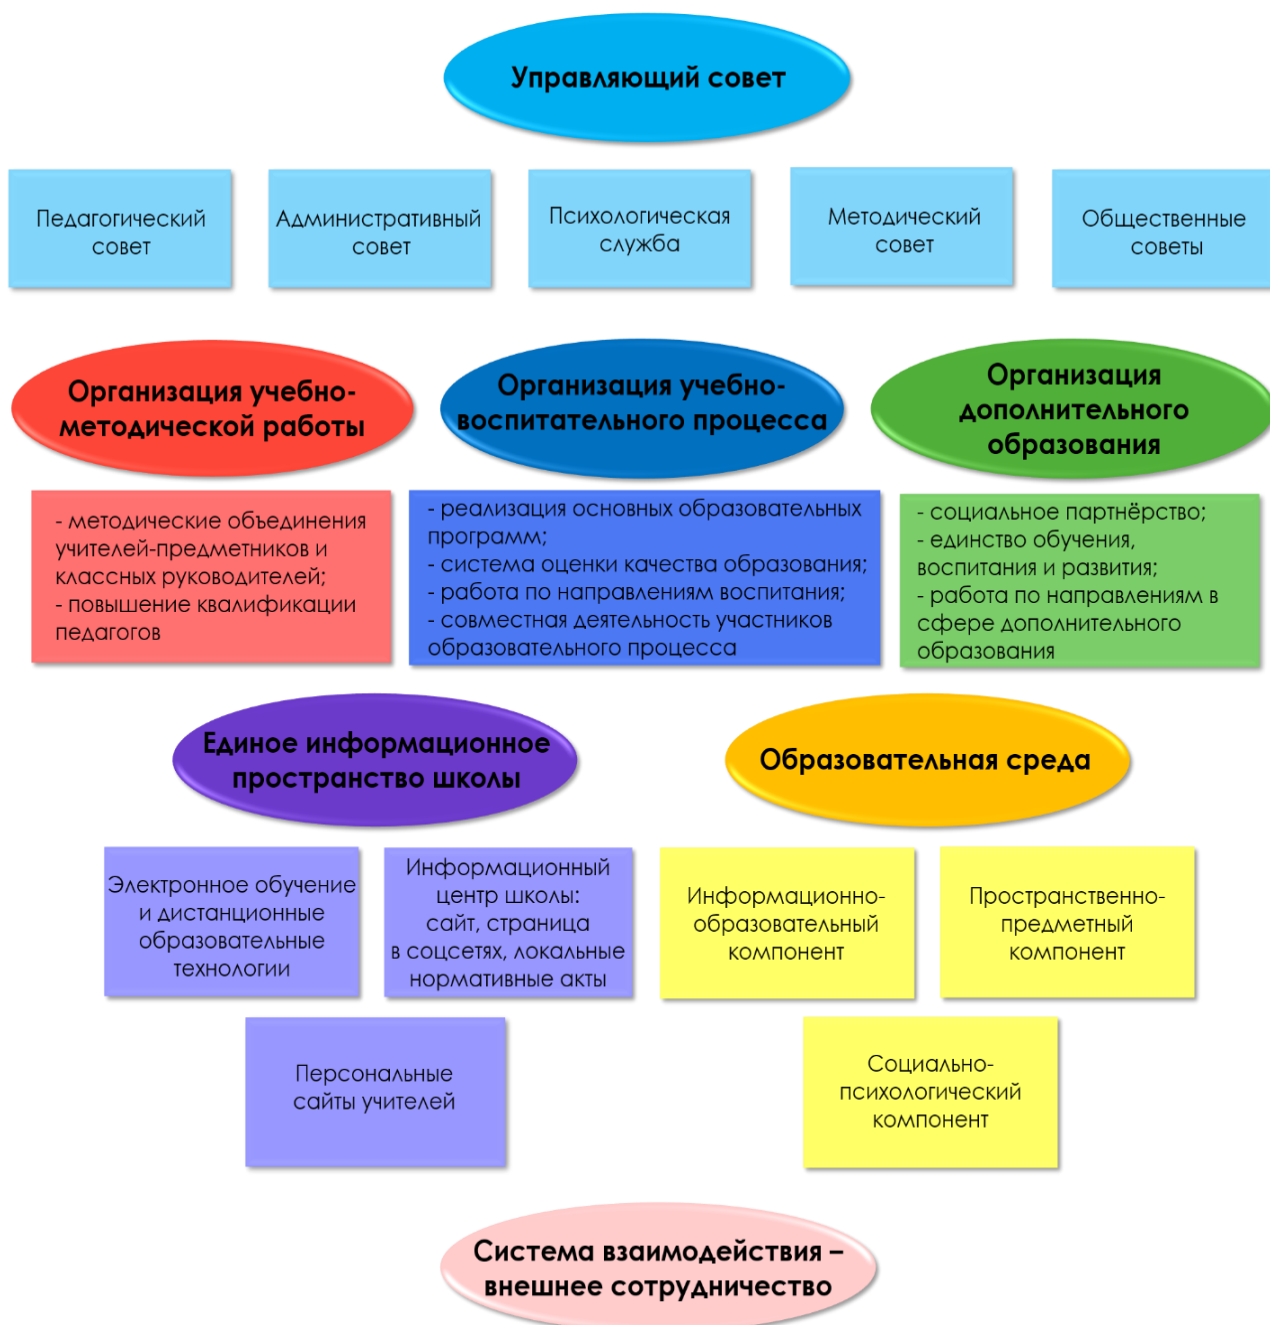 Управляющий совет
Педагогический
совет
Административный
совет
Психологическая
служба
Методический
совет
Общественные
советы
Организация учебно-
методической работы
Организация учебно-
воспитательного процесса
Организация
дополнительного
образования
- методические объединения
учителей-предметников и
классных руководителей;
- повышение квалификации
педагогов
- реализация основных образовательных
программ;
- система оценки качества образования;
- работа по направлениям воспитания;
- совместная деятельность участников
образовательного процесса
- социальное партнёрство;
- единство обучения,
воспитания и развития;
- работа по направлениям в
сфере дополнительного
образования
Единое информационное
пространство школы
Образовательная среда
Электронное обучение
и дистанционные
образовательные
технологии
Информационный
центр школы:
сайт, страница
в соцсетях, локальные
нормативные акты
Информационно-
образовательный
компонент
Пространственно-
предметный
компонент
Персональные
сайты учителей
Социально-
психологический
компонент
Система взаимодействия –
внешнее сотрудничество